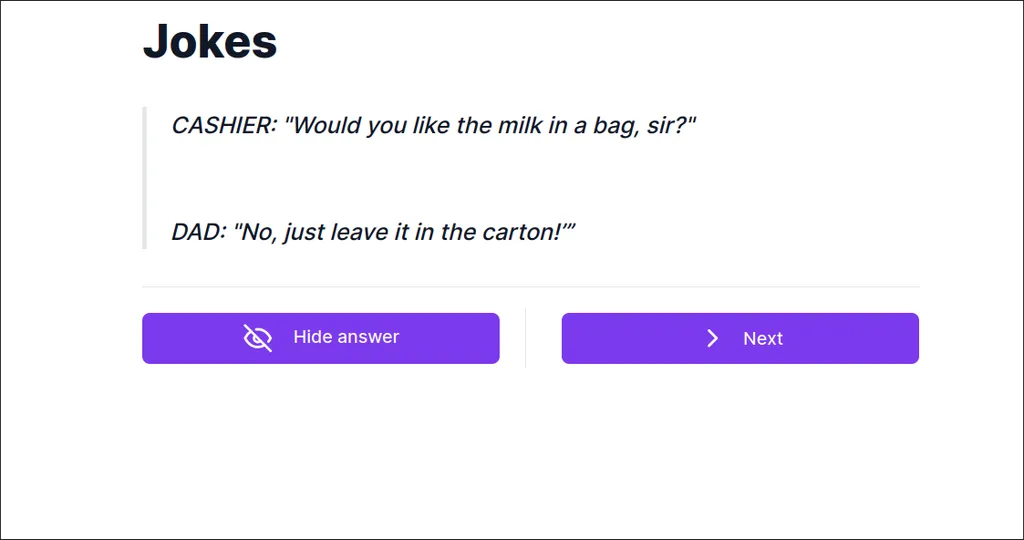 Jokes
CASHIER: "Would you like the milk in a bag, sir?"
DAD: "No, just leave it in the carton!’”
Hide answer
Next